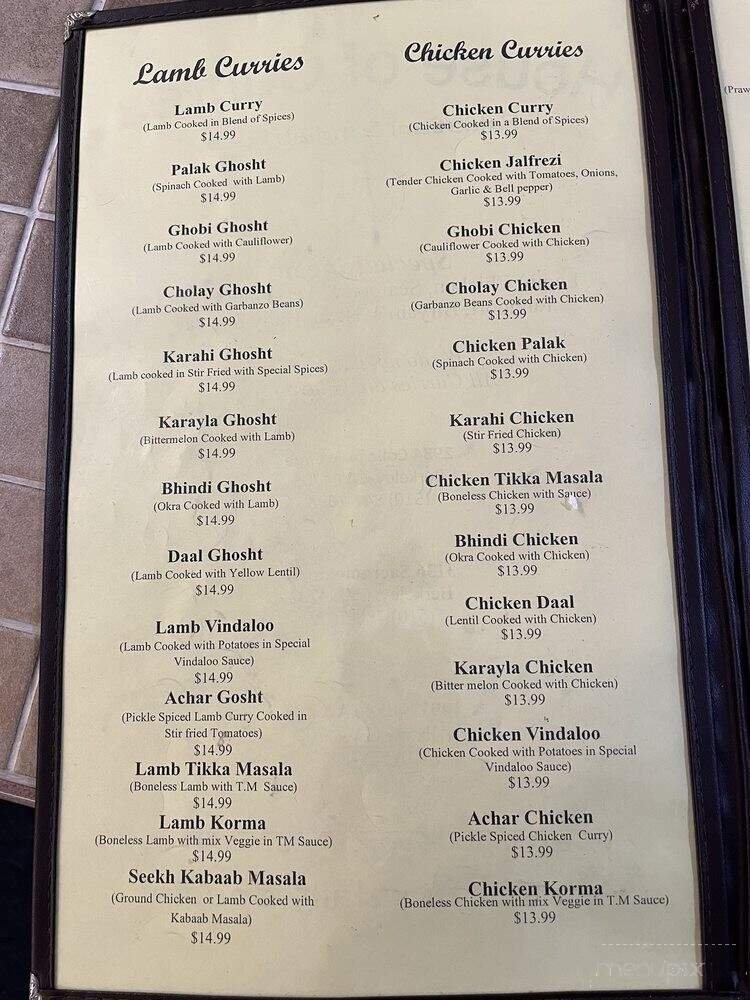 Lamb Curries
Lamb Curry
(Lamb Cooked in Blend of Spices)
$14.99
Palak Ghosht
(Spinach Cooked with Lamb)
$14.99
Ghobi Ghosht
(Lamb Cooked with Cauliflower)
$14.99
Cholay Ghosht
(Lamb Cooked with Garbanzo Beans)
$14.99
Karahi Ghosht
(Lamb cooked in Stir Fried with Special Spices)
$14.99
Karayla Ghosht
(Bittermelon Cooked with Lamb)
$14.99
Bhindi Ghosht
(Okra Cooked with Lamb)
$14.99
Daal Ghosht
(Lamb Cooked with Yellow Lentil)
$14.99
Lamb Vindaloo
(Lamb Cooked with Potatoes in Special
Vindaloo Sauce)
$14.99
Achar Gosht
(Pickle Spiced Lamb Curry Cooked in
Stir fried Tomatoes)
$14.99
Lamb Tikka Masala
(Boneless Lamb with T.M Sauce)
$14.99
Lamb Korma
(Boneless Lamb with mix Veggie in TM Sauce)
$14.99
Seekh Kabaab Masala
(Ground Chicken or Lamb Cooked with
Kabaab Masala)
$14.99
Chicken Curries
Chicken Curry
(Chicken Cooked in a Blend of Spices)
$13.99
Chicken Jalfrezi
(Tender Chicken Cooked with Tomatoes, Onions,
Garlic & Bell pepper)
$13.99
Ghobi Chicken
(Cauliflower Cooked with Chicken)
$13.99
Cholay Chicken
(Garbanzo Beans Cooked with Chicken)
$13.99
Chicken Palak
(Spinach Cooked with Chicken)
$13.99
Karahi Chicken
(Stir Fried Chicken)
$13.99
Chicken Tikka Masala
(Boneless Chicken with Sauce)
$13.99
Bhindi Chicken
(Okra Cooked with Chicken)
$13.99
Chicken Daal
(Lentil Cooked with Chicken)
$13.99
Karayla Chicken
(Bitter melon Cooked with Chicken)
$13.99
Chicken Vindaloo
(Chicken Cooked with Potatoes in Special
Vindaloo Sauce)
$13.99
Achar Chicken
(Pickle Spiced Chicken Curry)
$13.99
Chicken Korma
(Boneless Chicken with mix Veggie in T.M Sauce)
$13.99
(Praw
menupix